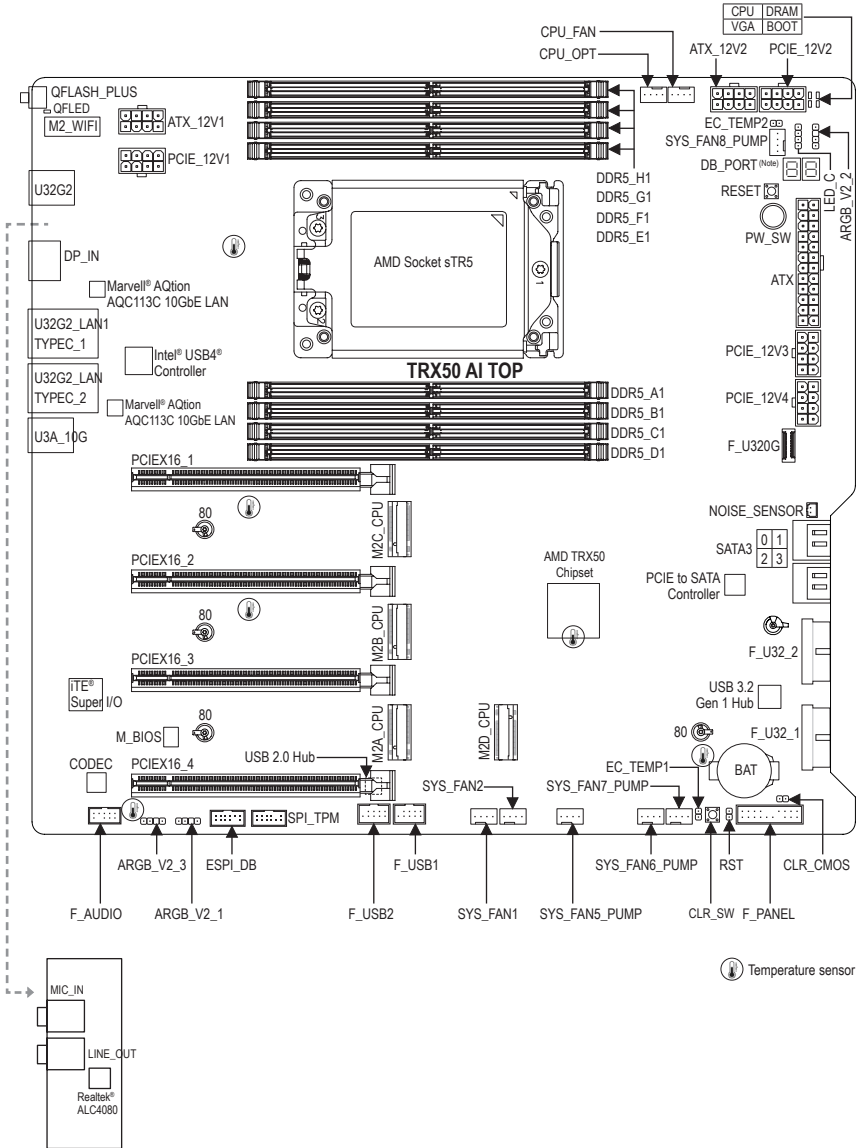 CPU DRAM
VGA BOOT
CPU_FAN
CPU_OPT
ATX_12V2
PCIE_12V2
QFLASH_PLUS
QFLED
M2_WIFI
ATX_12V1
PCIE_12V1
EC_TEMP2
SYS_FAN8_PUMP
DB_PORT (Note)
LED_C
ARGB_V2_2
DDR5_H1
DDR5_G1
DDR5_F1
DDR5_E1
RESET
PW_SW
U32G2
DP_IN
AMD Socket sTR5
1
ATX
Marvell® AQtion
AQC113C 10GbE LAN
U32G2_LAN1
TYPEC_1
Intel® USB4®
Controller
TRX50 AI TOP
PCIE_12V3
U32G2_LAN
TYPEC_2
Marvell® AQtion
AQC113C 10GbE LAN
DDR5_A1
DDR5_B1
DDR5_C1
DDR5_D1
PCIE_12V4
U3A_10G
F_U320G
PCIEX16_1
80
M2C_CPU
NOISE_SENSOR
SATA3
0 1
2 3
PCIEX16_2
AMD TRX50
Chipset
PCIE to SATA
Controller
80
M2B_CPU
F_U32_2
PCIEX16_3
iTE®
Super I/O
USB 3.2
Gen 1 Hub
M_BIOS
80
M2A_CPU
M2D_CPU
80
F_U32_1
CODEC
PCIEX16_4
USB 2.0 Hub
SYS_FAN2
SYS_FAN7_PUMP
EC_TEMP1
BAT
SPI_TPM
ARGB_V2_3
ESPI_DB
F_USB1
SYS_FAN6_PUMP
RST
CLR_CMOS
F_AUDIO
ARGB_V2_1
F_USB2
SYS_FAN1
SYS_FAN5_PUMP
CLR_SW
F_PANEL
Temperature sensor
MIC_IN
LINE_OUT
Realtek®
ALC4080